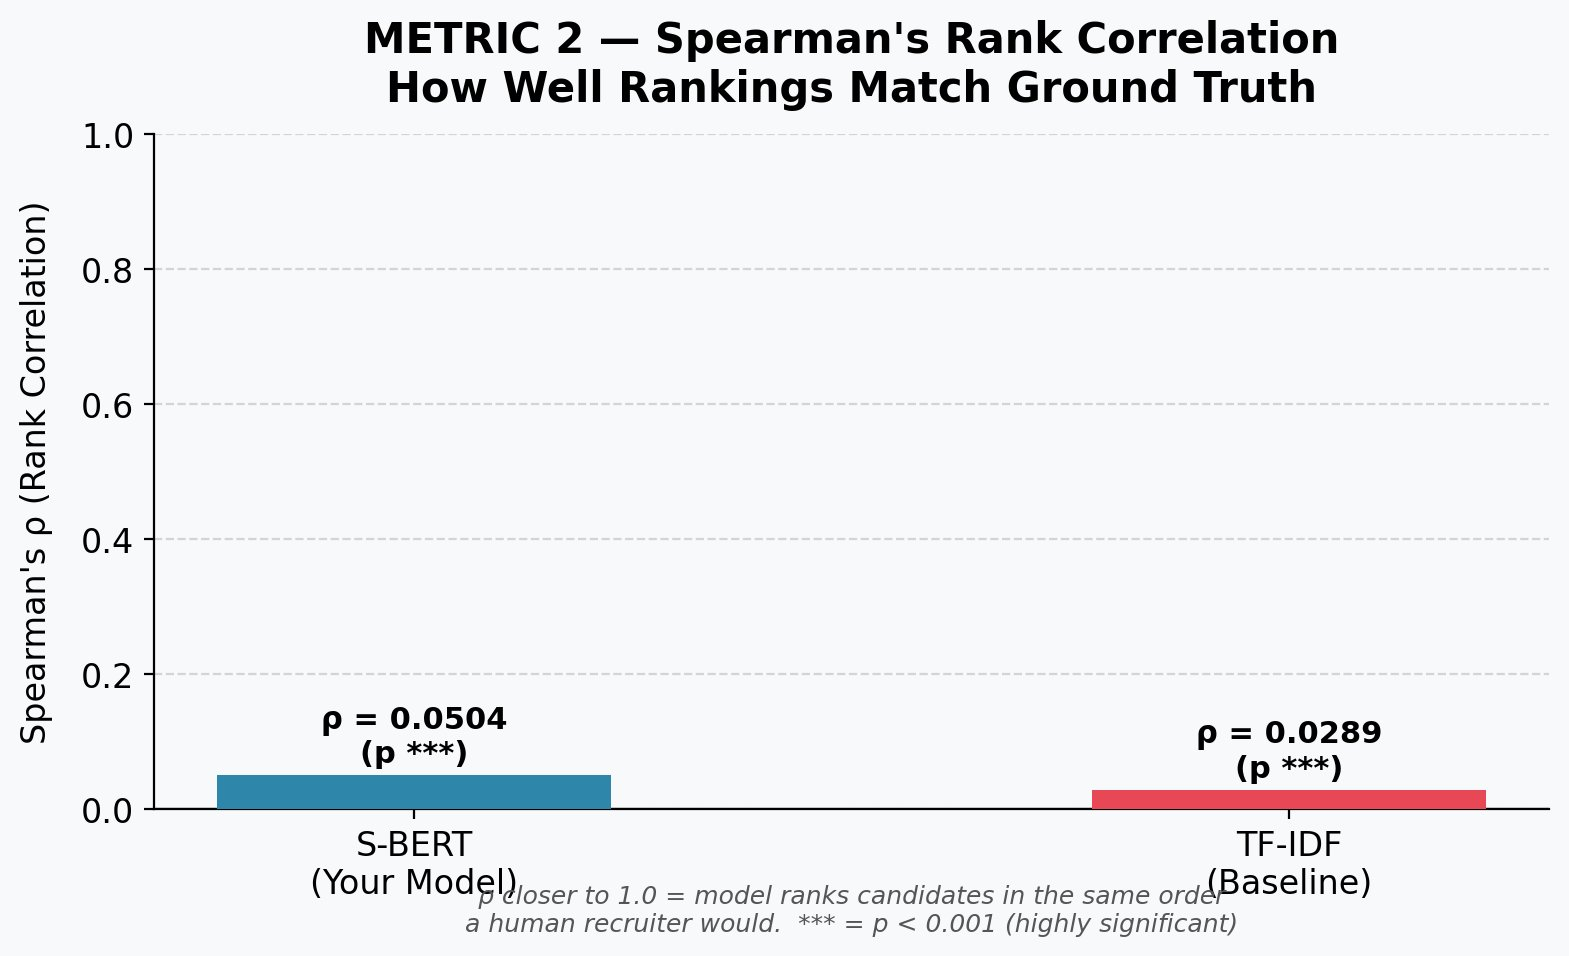 METRIC 2 — Spearman's Rank Correlation
How Well Rankings Match Ground Truth
Spearman's ρ (Rank Correlation)
1.0
0.8
0.6
0.4
0.2
0.0
ρ = 0.0504
(p ***)
ρ = 0.0289
(p ***)
S-BERT
(Your Model)
TF-IDF
(Baseline)
ρ closer to 1.0 = model ranks candidates in the same order
a human recruiter would.  *** = p < 0.001 (highly significant)